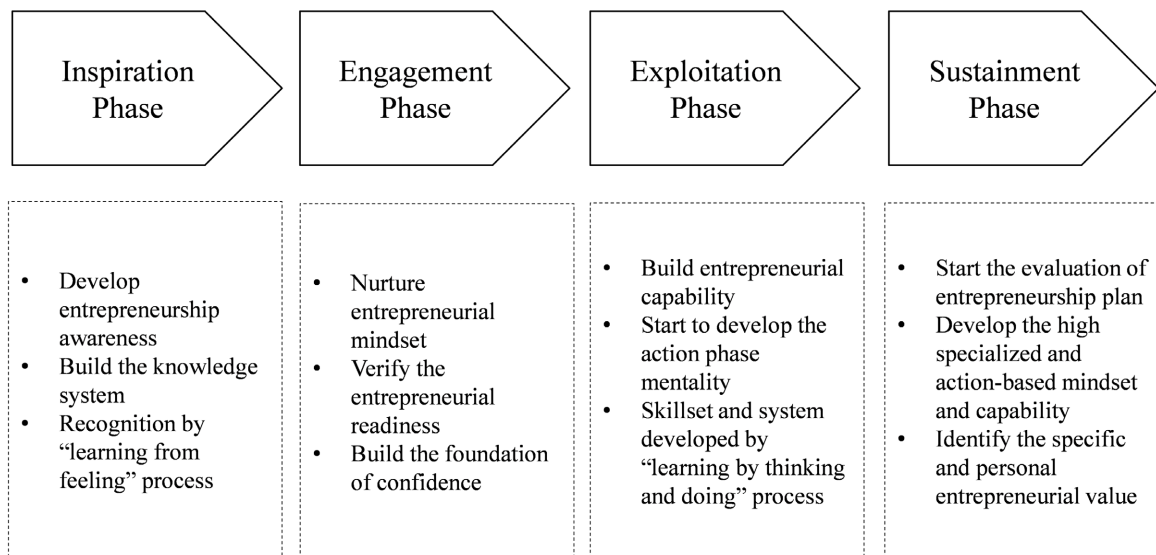 Inspiration
Phase
Engagement
Phase
Exploitation
Phase
Sustainment
Phase
• Develop
entrepreneurship
awareness
• Build the knowledge
system
• Recognition by
“learning from
feeling” process
• Nurture
entrepreneurial
mindset
• Verify the
entrepreneurial
readiness
• Build the foundation
of confidence
• Build entrepreneurial
capability
• Start to develop the
action phase
mentality
• Skillset and system
developed by
“learning by thinking
and doing” process
• Start the evaluation of
entrepreneurship plan
• Develop the high
specialized and
action-based mindset
and capability
• Identify the specific
and personal
entrepreneurial value